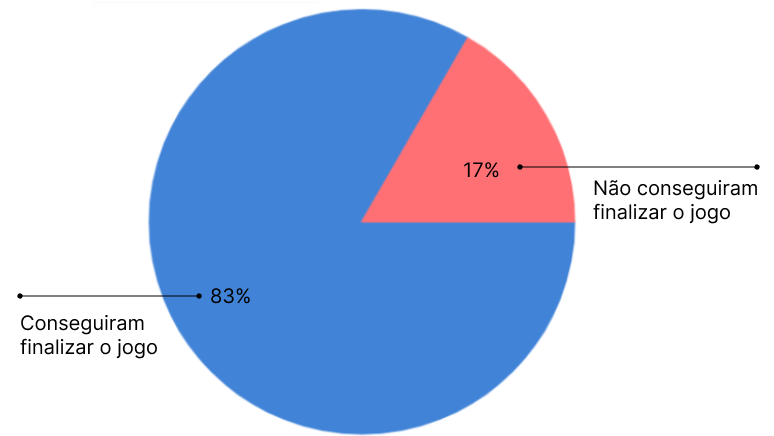 17%
Não conseguiram
finalizar o jogo
83%
Conseguiram
finalizar o jogo